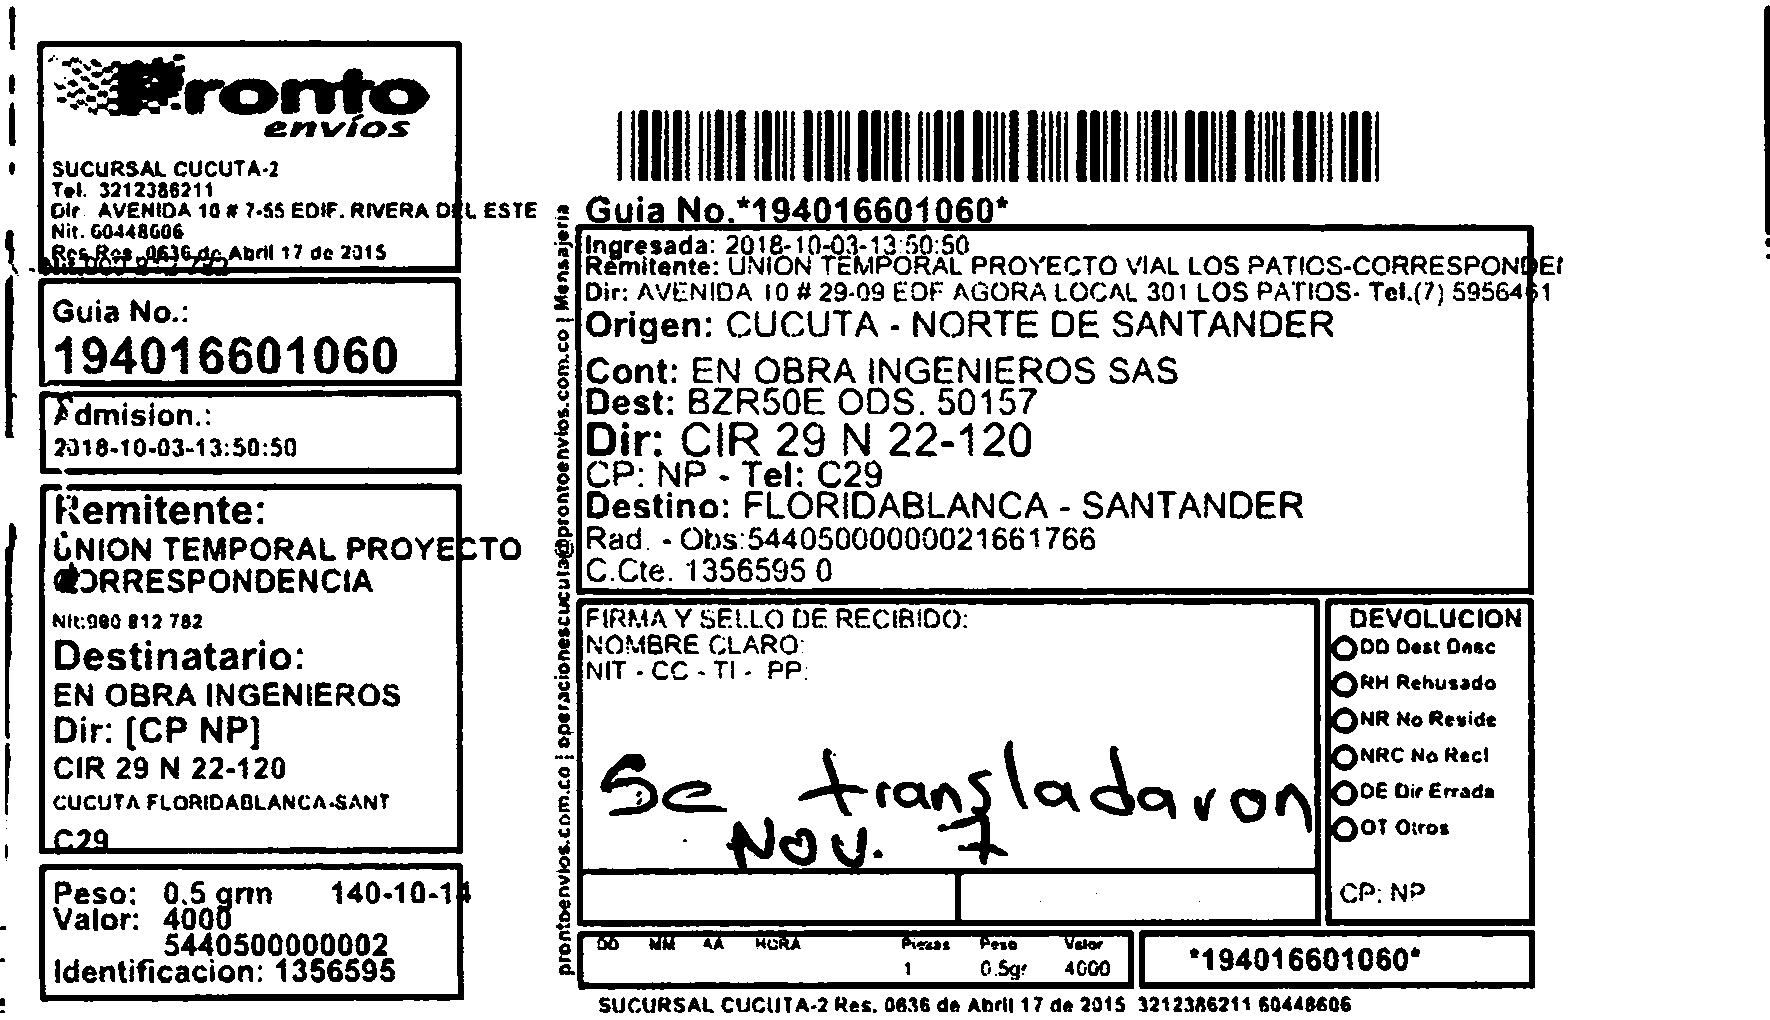 Pronto
envíos
SUCURSAL CUCUTA-2
Tel. 3212386211
Dir. AVENIDA 10 # 7-55 EDIF. RIVERA DEL ESTE
Nit. 60448606
Res Res. 0636 de Abril 17 de 2015
Guia No.:
194016601060
Admision.:
2018-10-03-13:50:50
Remitente:
UNION TEMPORAL PROYECTO
CORRESPONDENCIA
Nit:900 812 782
Destinatario:
EN OBRA INGENIEROS
Dir: [CP NP]
CIR 29 N 22-120
CUCUTA FLORIDABLANCA-SANT
C29
Peso: 0.5 grm 140-10-14
Valor: 4000
5440500000002
Identificacion: 1356595
prontoenvios.com.co | operacionescucuta@prontoenvios.com.co | Mensajeria
Guia No.*194016601060*
Ingresada: 2018-10-03-13:50:50
Remitente: UNION TEMPORAL PROYECTO VIAL LOS PATIOS-CORRESPONDEN
Dir: AVENIDA 10 # 29-09 EDF AGORA LOCAL 301 LOS PATIOS- Tel.(7) 5956461
Origen: CUCUTA - NORTE DE SANTANDER
Cont: EN OBRA INGENIEROS SAS
Dest: BZR50E ODS. 50157
Dir: CIR 29 N 22-120
CP: NP - Tel: C29
Destino: FLORIDABLANCA - SANTANDER
Rad. - Obs:54405000000021661766
C.Cte. 1356595 0
FIRMA Y SELLO DE RECIBIDO:
NOMBRE CLARO:
NIT - CC - TI - PP:
Se transladaron
Nov. 7
DEVOLUCION
DD Dest Desc
RH Rehusado
NR No Reside
NRC No Recl
DE Dir Errada
OT Otros
CP: NP
DD MM AA HORA Piezas Peso Valor
1 0.5gr 4000
*194016601060*
SUCURSAL CUCUTA-2 Res. 0636 de Abril 17 de 2015 3212386211 60448606